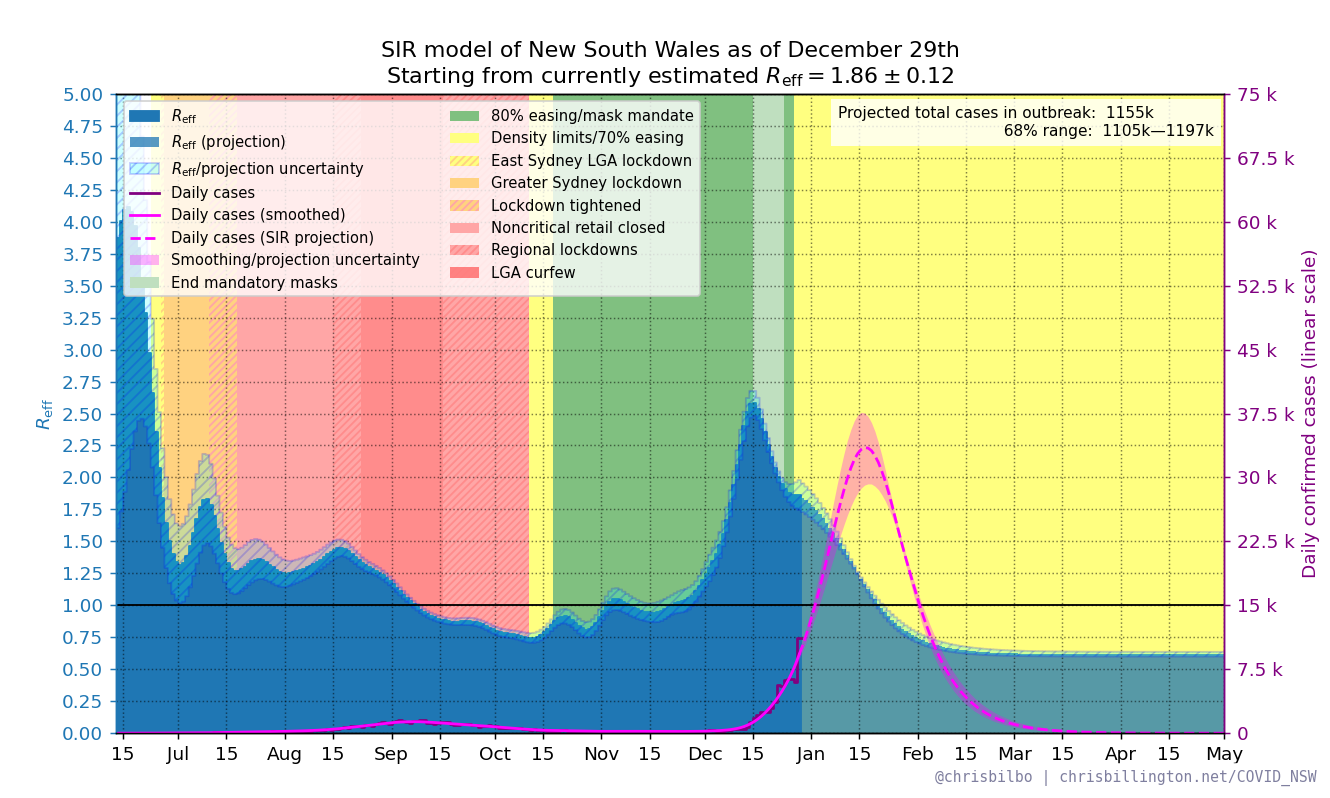 SIR model of New South Wales as of December 29th
Starting from currently estimated Reff = 1.86 ± 0.12
Reff
Reff (projection)
Reff/projection uncertainty
Daily cases
Daily cases (smoothed)
Daily cases (SIR projection)
Smoothing/projection uncertainty
End mandatory masks
80% easing/mask mandate
Density limits/70% easing
East Sydney LGA lockdown
Greater Sydney lockdown
Lockdown tightened
Noncritical retail closed
Regional lockdowns
LGA curfew
Projected total cases in outbreak: 1155k
68% range: 1105k—1197k
Reff
5.00
4.75
4.50
4.25
4.00
3.75
3.50
3.25
3.00
2.75
2.50
2.25
2.00
1.75
1.50
1.25
1.00
0.75
0.50
0.25
0.00
75 k
67.5 k
60 k
52.5 k
45 k
37.5 k
30 k
22.5 k
15 k
7.5 k
0
Daily confirmed cases (linear scale)
15 Jul 15 Aug 15 Sep 15 Oct 15 Nov 15 Dec 15 Jan 15 Feb 15 Mar 15 Apr 15 May
@chrisbilbo | chrisbillington.net/COVID_NSW